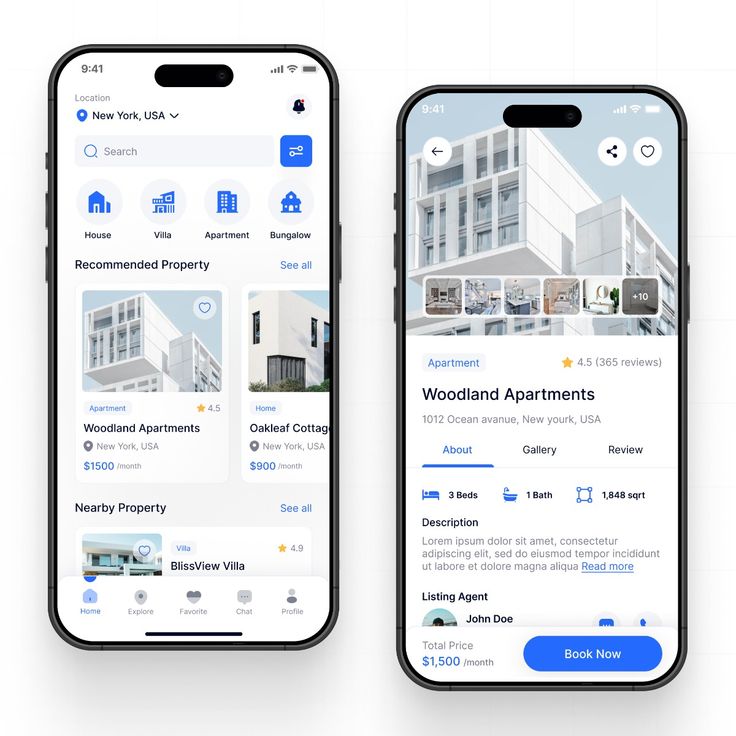 9:41
Location
New York, USA
Search
House Villa Apartment Bungalow
Recommended Property See all
Apartment 4.5
Woodland Apartments
New York, USA
$1500 /month
Home
Oakleaf Cottag
New York, USA
$900 /month
Nearby Property See all
Villa 4.9
BlissView Villa
Home Explore Favorite Chat Profile
9:41
+10
Apartment 4.5 (365 reviews)
Woodland Apartments
1012 Ocean avanue, New yourk, USA
About Gallery Review
3 Beds 1 Bath 1,848 sqrt
Description
Lorem ipsum dolor sit amet, consectetur
adipiscing elit, sed do eiusmod tempor incididunt
ut labore et dolore magna aliqua Read more
Listing Agent
John Doe
Total Price
$1,500 /month
Book Now